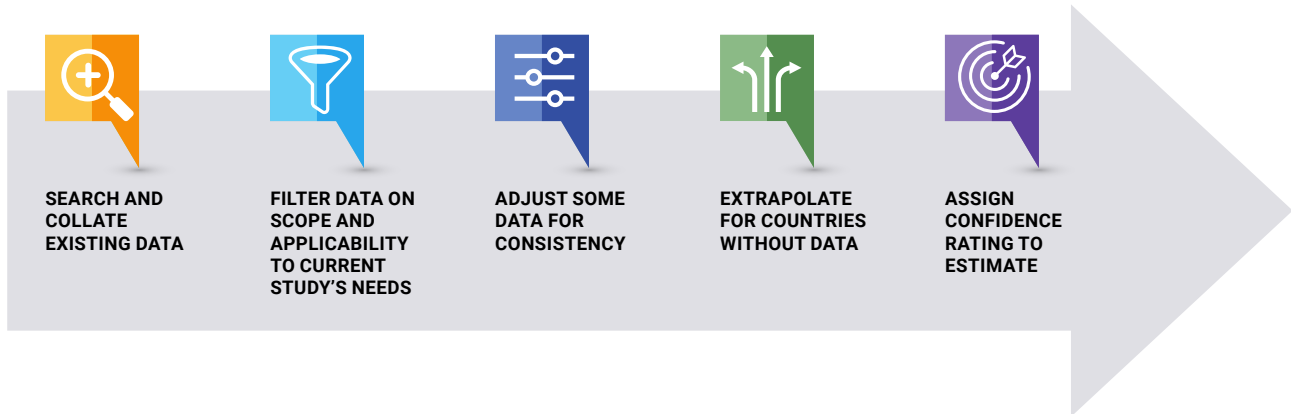 SEARCH AND
COLLATE
EXISTING DATA
FILTER DATA ON
SCOPE AND
APPLICABILITY
TO CURRENT
STUDY’S NEEDS
ADJUST SOME
DATA FOR
CONSISTENCY
EXTRAPOLATE
FOR COUNTRIES
WITHOUT DATA
ASSIGN
CONFIDENCE
RATING TO
ESTIMATE